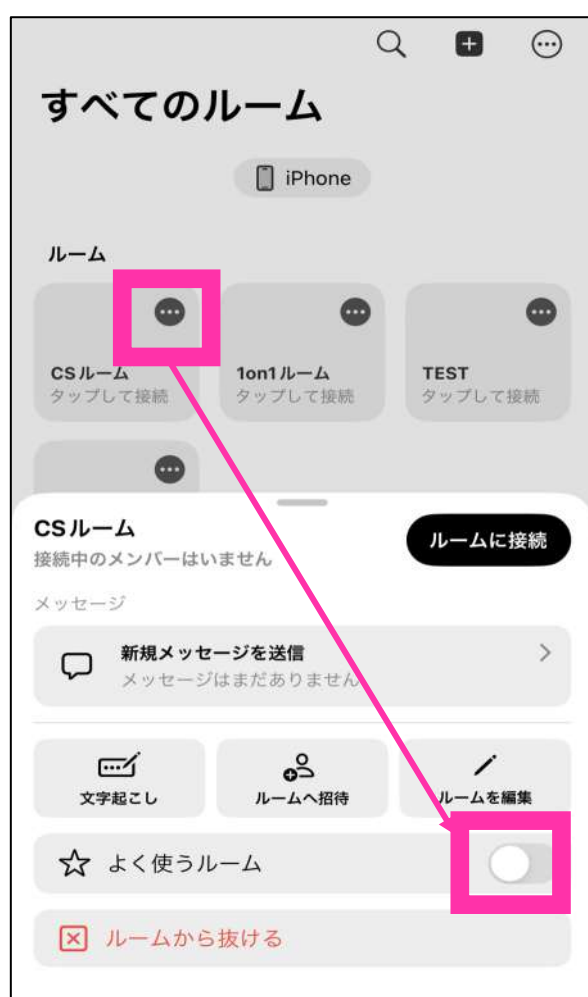 すべてのルーム
iPhone
ルーム
CSルーム
タップして接続
1on1ルーム
タップして接続
TEST
タップして接続
CSルーム
接続中のメンバーはいません
ルームに接続
メッセージ
新規メッセージを送信
メッセージはまだありません
文字起こし
ルームへ招待
ルームを編集
よく使うルーム
ルームから抜ける